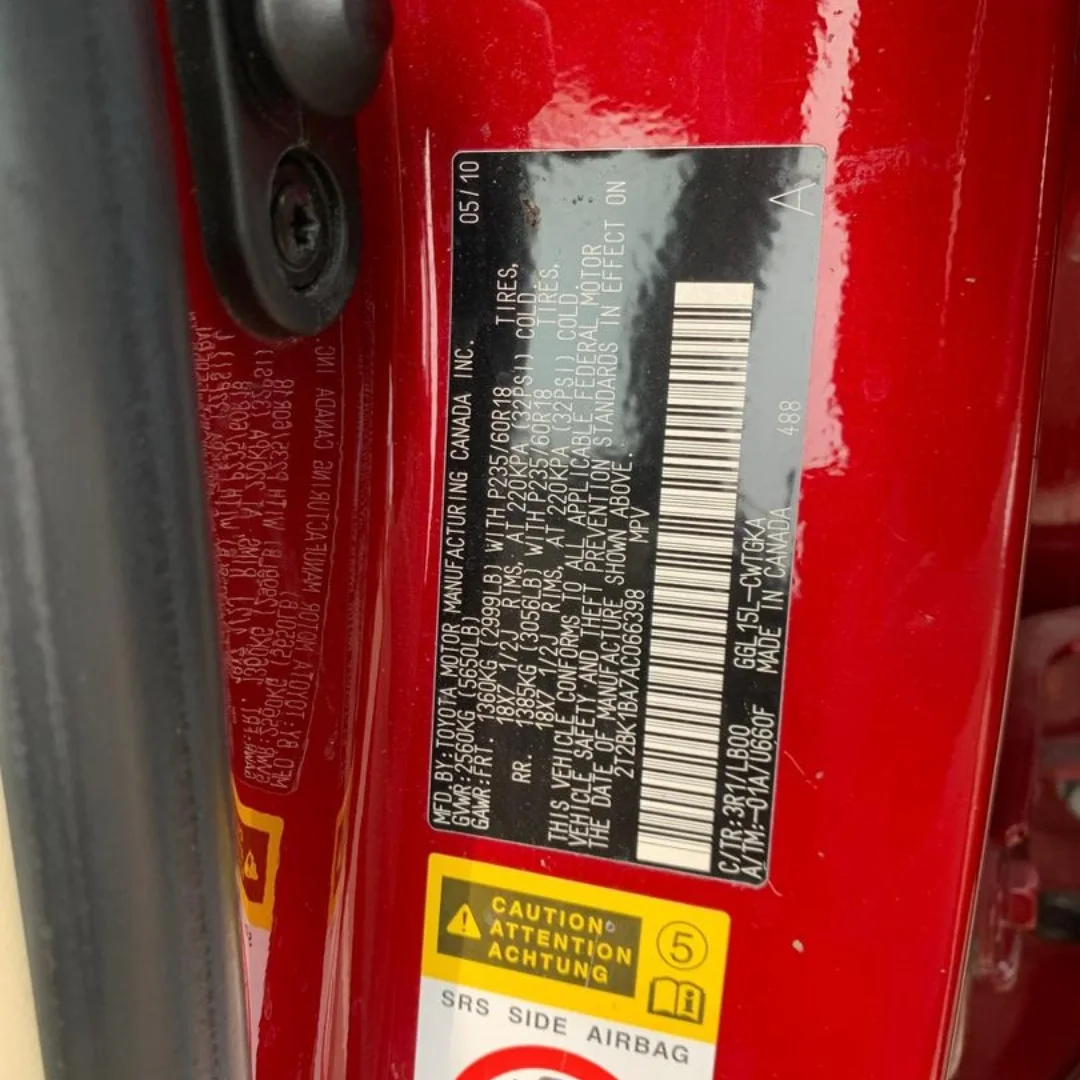 MFD. BY: TOYOTA MOTOR MANUFACTURING CANADA INC. 05/10
GVWR: 2560KG (5650LB)
GAWR: FRT. 1360KG (2999LB) WITH P235/60R18 TIRES,
18X7 1/2J RIMS, AT 220KPA (32PSI) COLD.
RR. 1385KG (3056LB) WITH P235/60R18 TIRES,
18X7 1/2J RIMS, AT 220KPA (32PSI) COLD.
THIS VEHICLE CONFORMS TO ALL APPLICABLE FEDERAL MOTOR
VEHICLE SAFETY AND THEFT PREVENTION STANDARDS IN EFFECT ON
THE DATE OF MANUFACTURE SHOWN ABOVE.
2T2BK1BA7AC066398 MPV
C/TR: 3R1/LB00 GGL15L-CWTGKA
A/TM: -01A/U660F MADE IN CANADA 488 A
CAUTION
ATTENTION
ACHTUNG
5
SRS SIDE AIRBAG